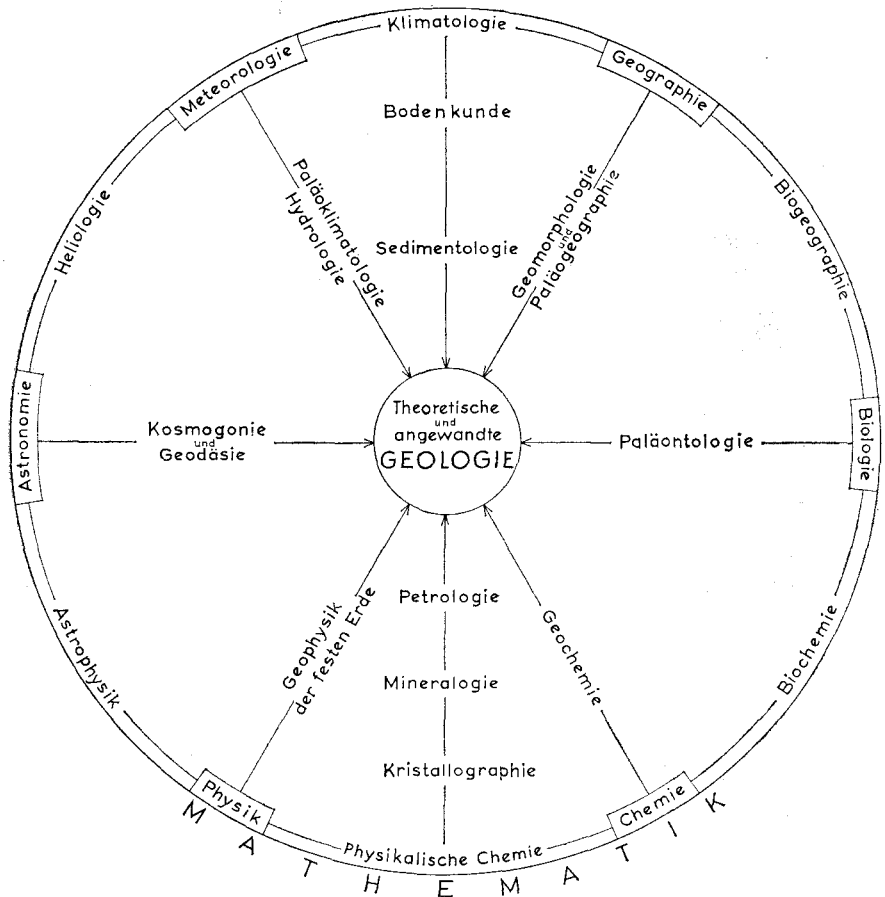 Klimatologie
Meteorologie
Geographie
Bodenkunde
Paläoklimatologie
Hydrologie
Geomorphologie
und
Paläogeographie
Heliologie
Biogeographie
Sedimentologie
Astronomie
Kosmogonie
und
Geodäsie
Theoretische
und
angewandte
GEOLOGIE
Paläontologie
Biologie
Astrophysik
Geophysik
der festen Erde
Petrologie
Mineralogie
Kristallographie
Geochemie
Biochemie
Physik
Physikalische Chemie
Chemie
MATHEMATIK